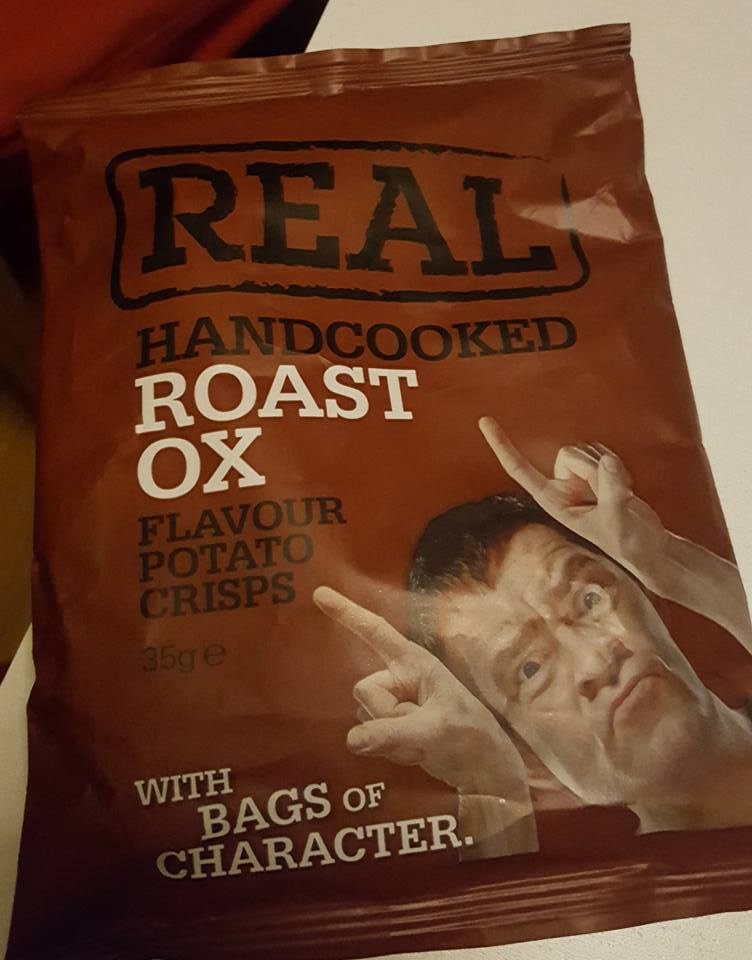 REAL
HANDCOOKED
ROAST
OX
FLAVOUR
POTATO
CRISPS
35g e
WITH
BAGS OF
CHARACTER.